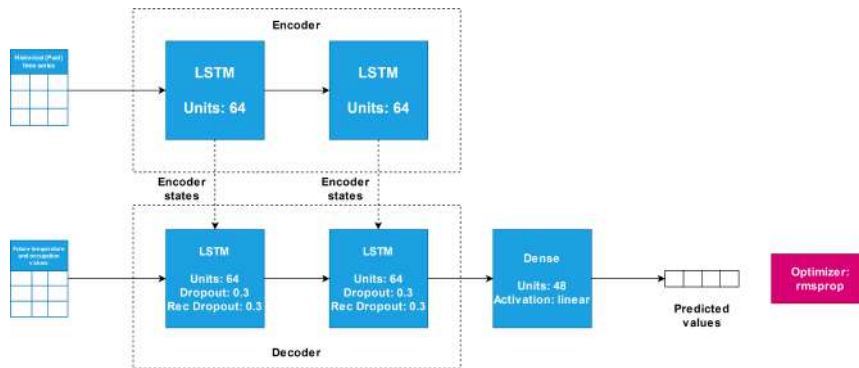 Encoder
Historical (Past)
time series
LSTM
Units: 64
LSTM
Units: 64
Encoder
states
Encoder
states
Future temperature
and occupation
values
LSTM
Units: 64
Dropout: 0.3
Rec Dropout: 0.3
LSTM
Units: 64
Dropout: 0.3
Rec Dropout: 0.3
Dense
Units: 48
Activation: linear
Predicted
values
Optimizer:
rmsprop
Decoder